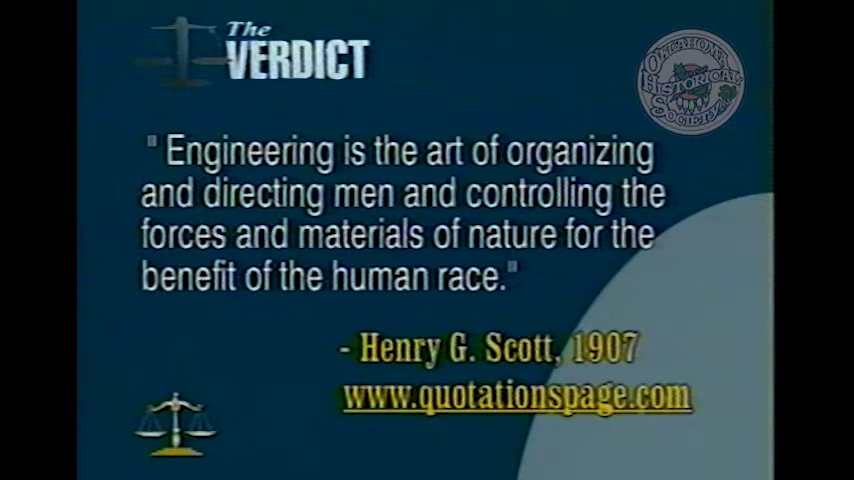 The
VERDICT
OKLAHOMA
HISTORICAL
SOCIETY
" Engineering is the art of organizing
and directing men and controlling the
forces and materials of nature for the
benefit of the human race."
- Henry G. Scott, 1907
www.quotationspage.com